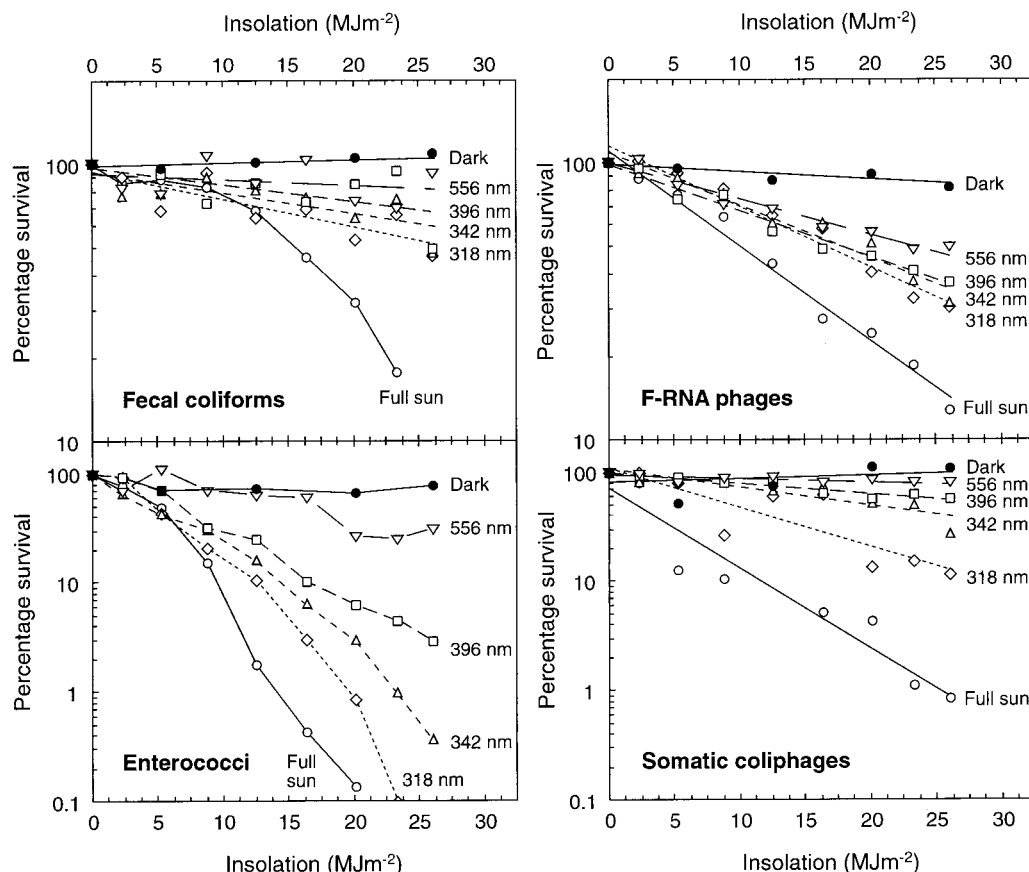 Insolation (MJm-2)
0 5 10 15 20 25 30
Percentage survival
100
Dark
556 nm
396 nm
342 nm
318 nm
Full sun
Fecal coliforms
10
Insolation (MJm-2)
0 5 10 15 20 25 30
Percentage survival
100
Dark
556 nm
396 nm
342 nm
318 nm
Full sun
F-RNA phages
10
Percentage survival
100
10
1
0.1
Dark
556 nm
396 nm
342 nm
318 nm
Full
sun
Enterococci
0 5 10 15 20 25 30
Insolation (MJm-2)
Percentage survival
100
10
1
0.1
Dark
556 nm
396 nm
342 nm
318 nm
Full sun
Somatic coliphages
0 5 10 15 20 25 30
Insolation (MJm-2)